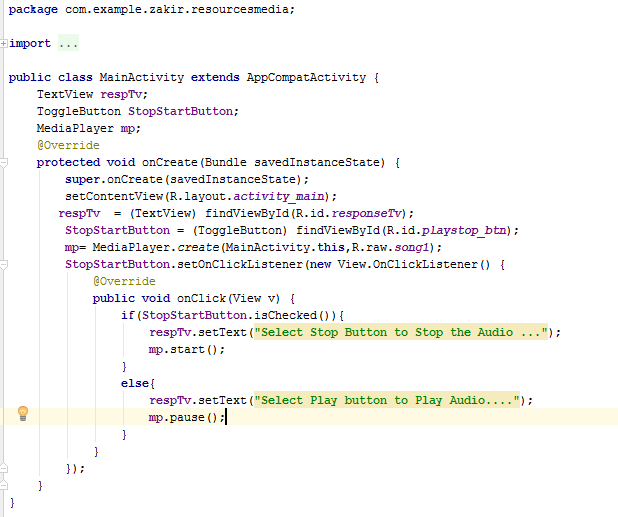 package com.example.zakir.resourcesmedia;
import ...
public class MainActivity extends AppCompatActivity {
TextView respTv;
ToggleButton StopStartButton;
MediaPlayer mp;
@Override
protected void onCreate(Bundle savedInstanceState) {
super.onCreate(savedInstanceState);
setContentView(R.layout.activity_main);
respTv  = (TextView) findViewById(R.id.responseTv);
StopStartButton = (ToggleButton) findViewById(R.id.playstop_btn);
mp= MediaPlayer.create(MainActivity.this,R.raw.song1);
StopStartButton.setOnClickListener(new View.OnClickListener() {
@Override
public void onClick(View v) {
if(StopStartButton.isChecked()){
respTv.setText("Select Stop Button to Stop the Audio ...");
mp.start();
}
else{
respTv.setText("Select Play button to Play Audio....");
mp.pause();
}
}
});
}
}